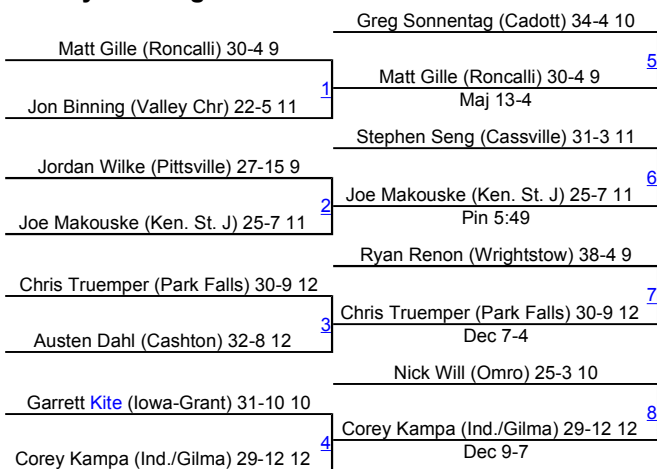 Greg Sonnentag (Cadott) 34-4 10
Matt Gille (Roncalli) 30-4 9
5
1
Matt Gille (Roncalli) 30-4 9
Maj 13-4
Jon Binning (Valley Chr) 22-5 11
Stephen Seng (Cassville) 31-3 11
Jordan Wilke (Pittsville) 27-15 9
6
2
Joe Makouske (Ken. St. J) 25-7 11
Pin 5:49
Joe Makouske (Ken. St. J) 25-7 11
Ryan Renon (Wrightstow) 38-4 9
Chris Truemper (Park Falls) 30-9 12
7
3
Chris Truemper (Park Falls) 30-9 12
Dec 7-4
Austen Dahl (Cashton) 32-8 12
Nick Will (Omro) 25-3 10
Garrett Kite (Iowa-Grant) 31-10 10
8
4
Corey Kampa (Ind./Gilma) 29-12 12
Dec 9-7
Corey Kampa (Ind./Gilma) 29-12 12